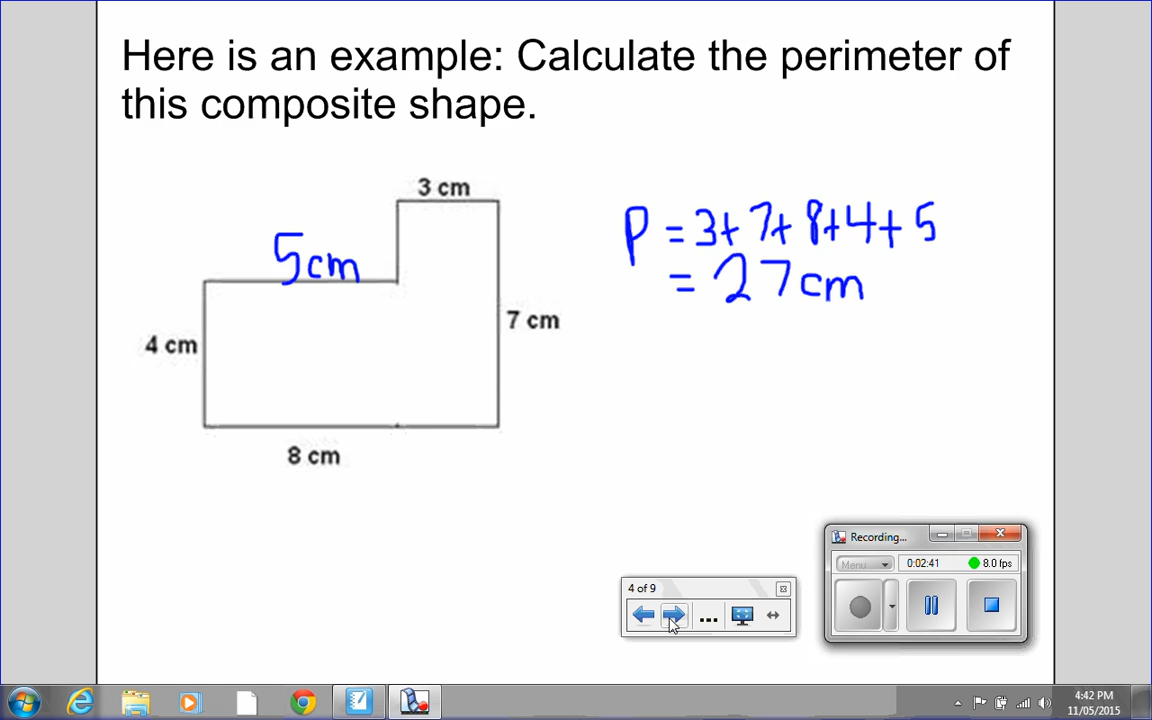 Here is an example: Calculate the perimeter of
this composite shape.
3 cm
5cm
P = 3+7+8+4+5
= 27cm
7 cm
4 cm
8 cm
Recording...
Menu
0:02:41
8.0 fps
4 of 9
...
4:42 PM
11/05/2015